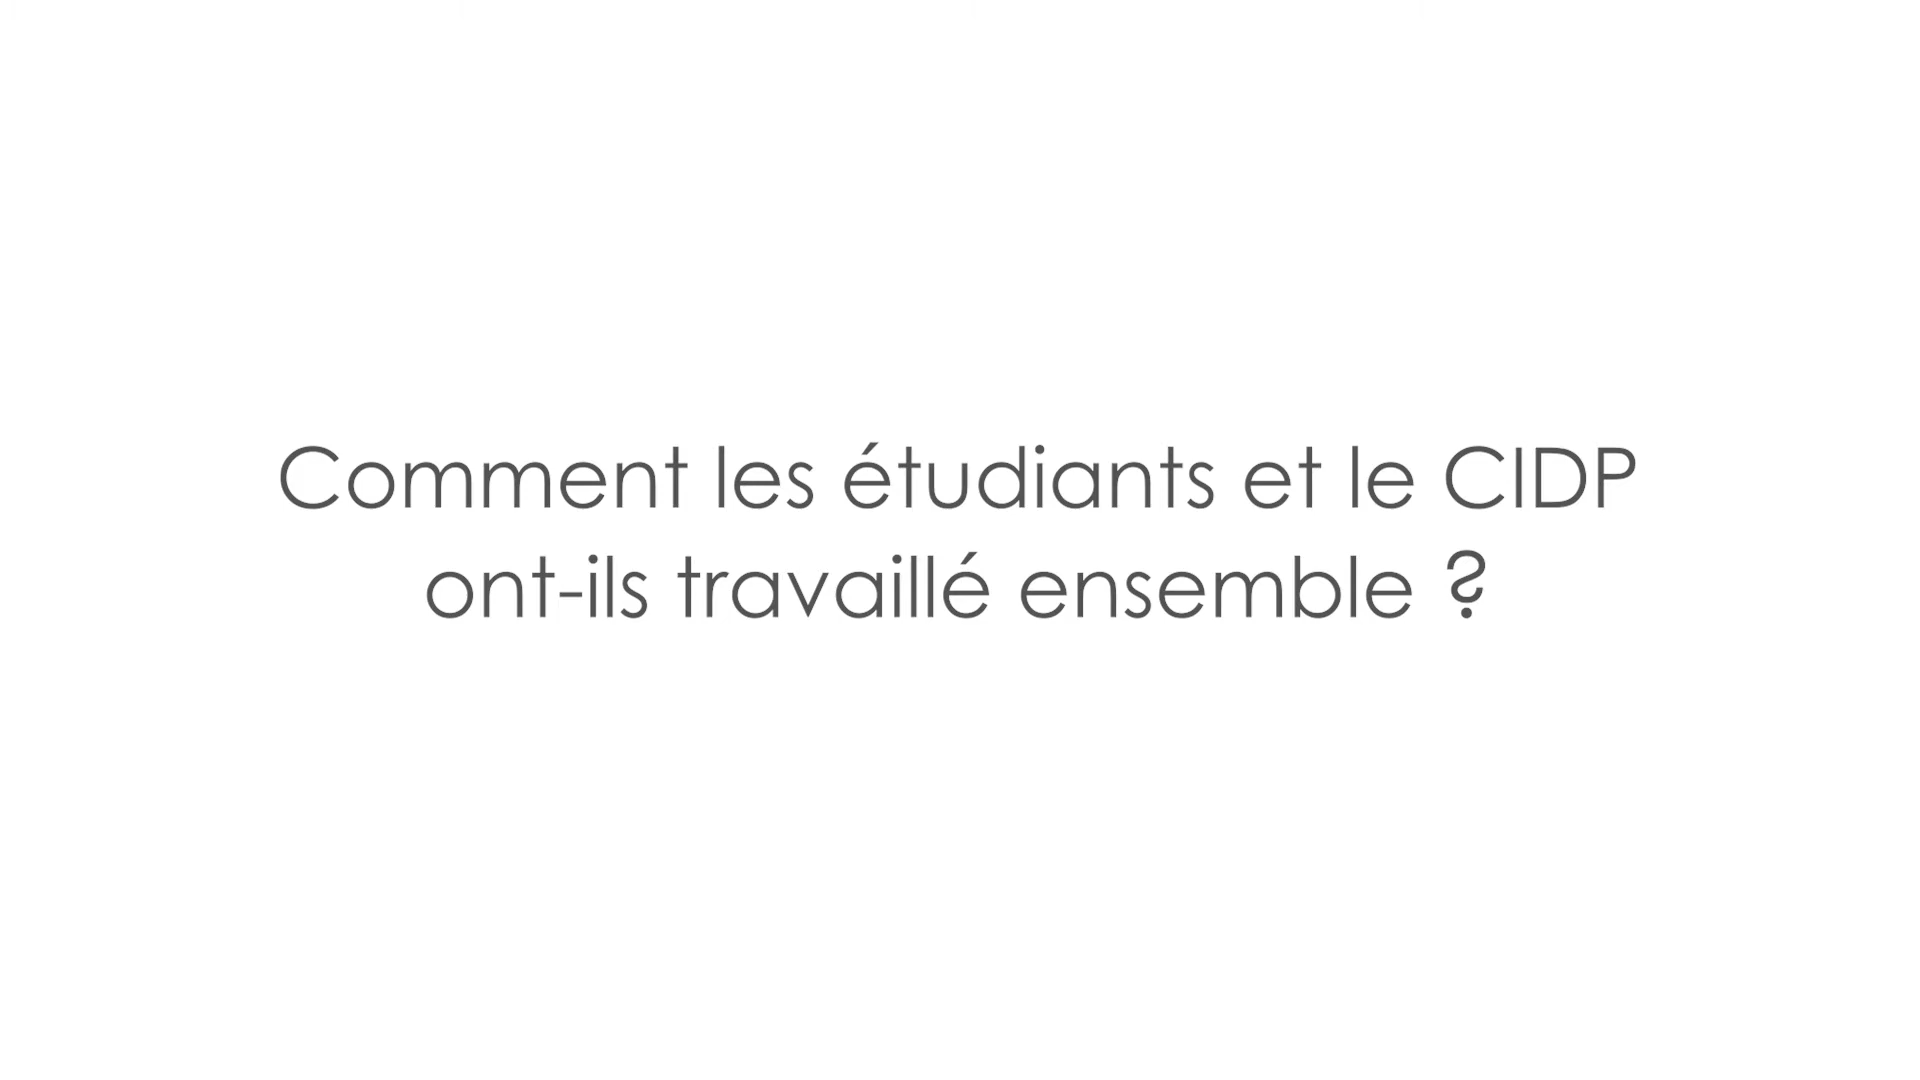 Comment les étudiants et le CIDP
ont-ils travaillé ensemble ?